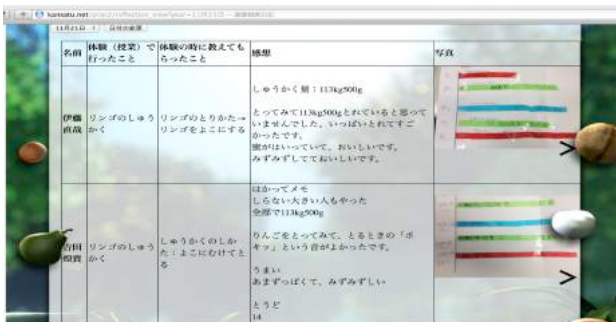 kansatu.net
11月21日
名前
体験（授業）で
行ったこと
体験の時に教えても
らったこと
感想
写真
伊藤
直哉
リンゴのしゅう
かく
リンゴのとりかた→
リンゴをよこにする
しゅうかく量：113kg500g
とってみて113kg500gとれていると思って
いませんでした。いっぱいとれてすご
かったです。
蜜がはいっていて、おいしいです。
みずみずしくておいしいです。
吉田
リンゴのしゅう
かく
しゅうかくのしか
た：よこにむけてと
る
はかってメモ
しらない大きい人もやった
全部で113kg500g
りんごをとってみて、とるときの「ボ
キッ」という音がよかったです。
うまい
あまずっぱくて、みずみずしい
とうど
14